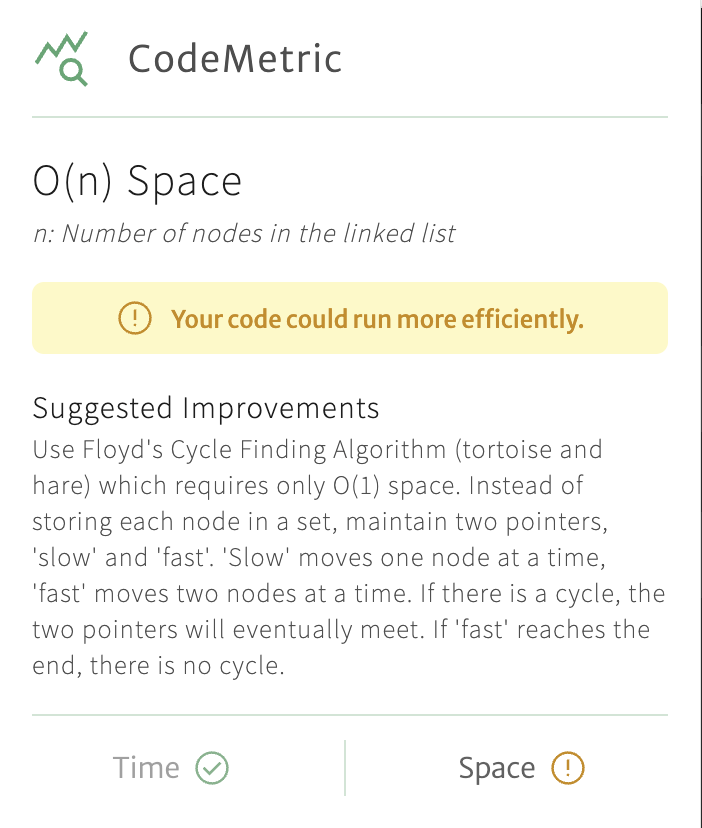 CodeMetric
O(n) Space
n: Number of nodes in the linked list
Your code could run more efficiently.
Suggested Improvements
Use Floyd's Cycle Finding Algorithm (tortoise and
hare) which requires only O(1) space. Instead of
storing each node in a set, maintain two pointers,
'slow' and 'fast'. 'Slow' moves one node at a time,
'fast' moves two nodes at a time. If there is a cycle, the
two pointers will eventually meet. If 'fast' reaches the
end, there is no cycle.
Time
Space